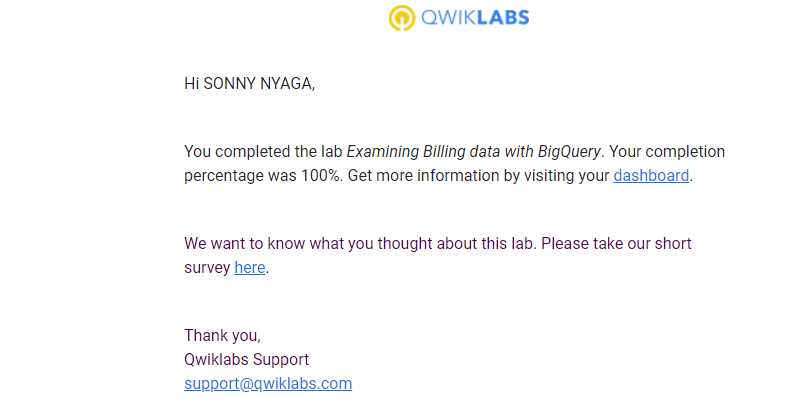 QWIKLABS
Hi SONNY NYAGA,
You completed the lab Examining Billing data with BigQuery. Your completion
percentage was 100%. Get more information by visiting your dashboard.
We want to know what you thought about this lab. Please take our short
survey here.
Thank you,
Qwiklabs Support
support@qwiklabs.com